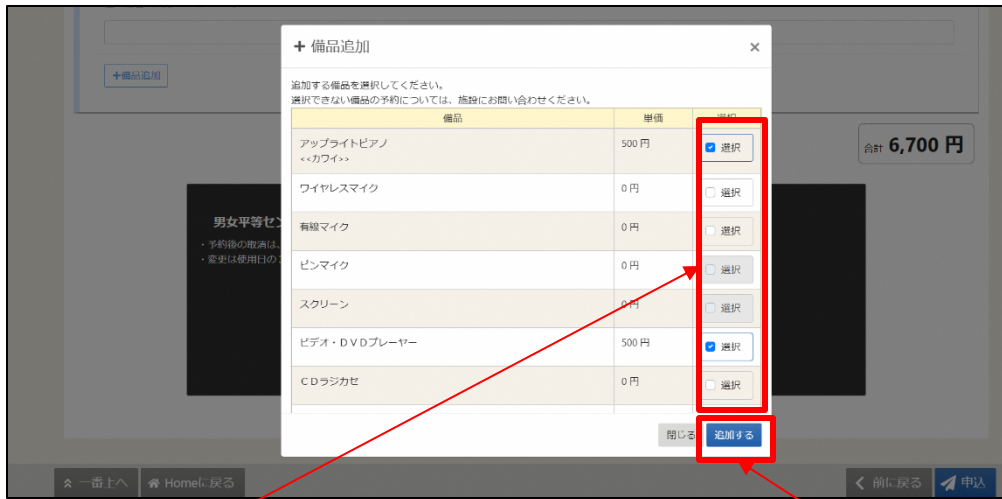 + 備品追加
×
+備品追加
追加する備品を選択してください。
選択できない備品の予約については、施設にお問い合わせください。
備品 単価 選択
アップライトピアノ 500 円 選択
<<カワイ>>
合計 6,700 円
ワイヤレスマイク 0 円 選択
男女平等セン
有線マイク 0 円 選択
・予約後の取消は、
・変更は使用日の
ピンマイク 0 円 選択
スクリーン 0 円 選択
ビデオ・DVDプレーヤー 500 円 選択
CDラジカセ 0 円 選択
閉じる 追加する
一番上へ Homeに戻る 前に戻る 申込